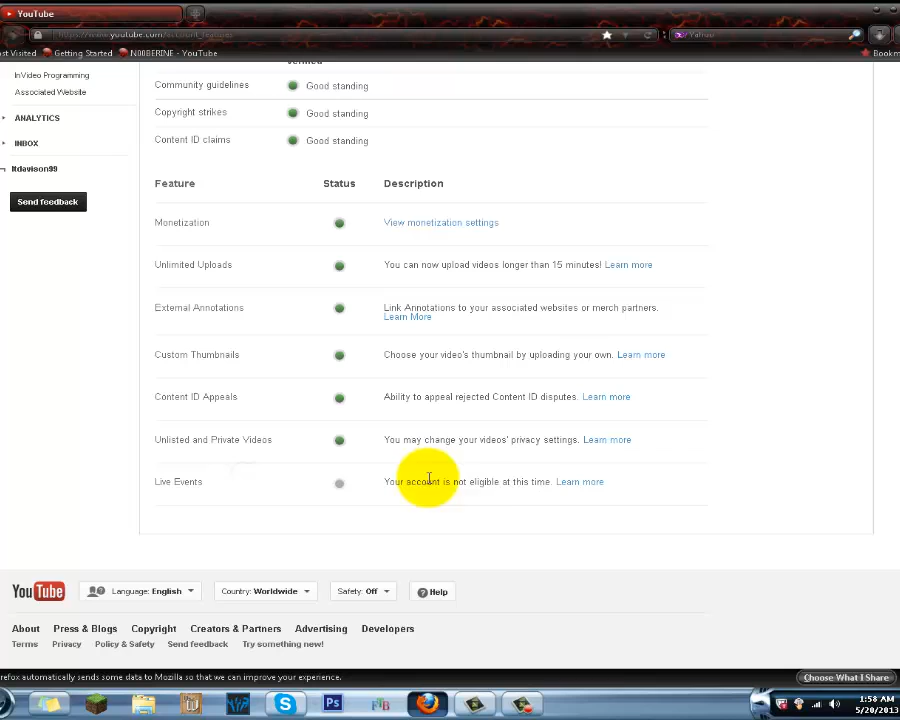 YouTube
https://www.youtube.com/account_features
Yahoo
st Visited Getting Started N00BERINE - YouTube Bookm
InVideo Programming
Associated Website
ANALYTICS
INBOX
ltdavison99
Send feedback
verified
Community guidelines Good standing
Copyright strikes Good standing
Content ID claims Good standing
Feature Status Description
Monetization View monetization settings
Unlimited Uploads You can now upload videos longer than 15 minutes! Learn more
External Annotations Link Annotations to your associated websites or merch partners.
Learn More
Custom Thumbnails Choose your video's thumbnail by uploading your own. Learn more
Content ID Appeals Ability to appeal rejected Content ID disputes. Learn more
Unlisted and Private Videos You may change your videos' privacy settings. Learn more
Live Events Your account is not eligible at this time. Learn more
YouTube Language: English Country: Worldwide Safety: Off Help
About Press & Blogs Copyright Creators & Partners Advertising Developers
Terms Privacy Policy & Safety Send feedback Try something new!
refox automatically sends some data to Mozilla so that we can improve your experience. Choose What I Share
Ps
1:58 AM
5/20/2013